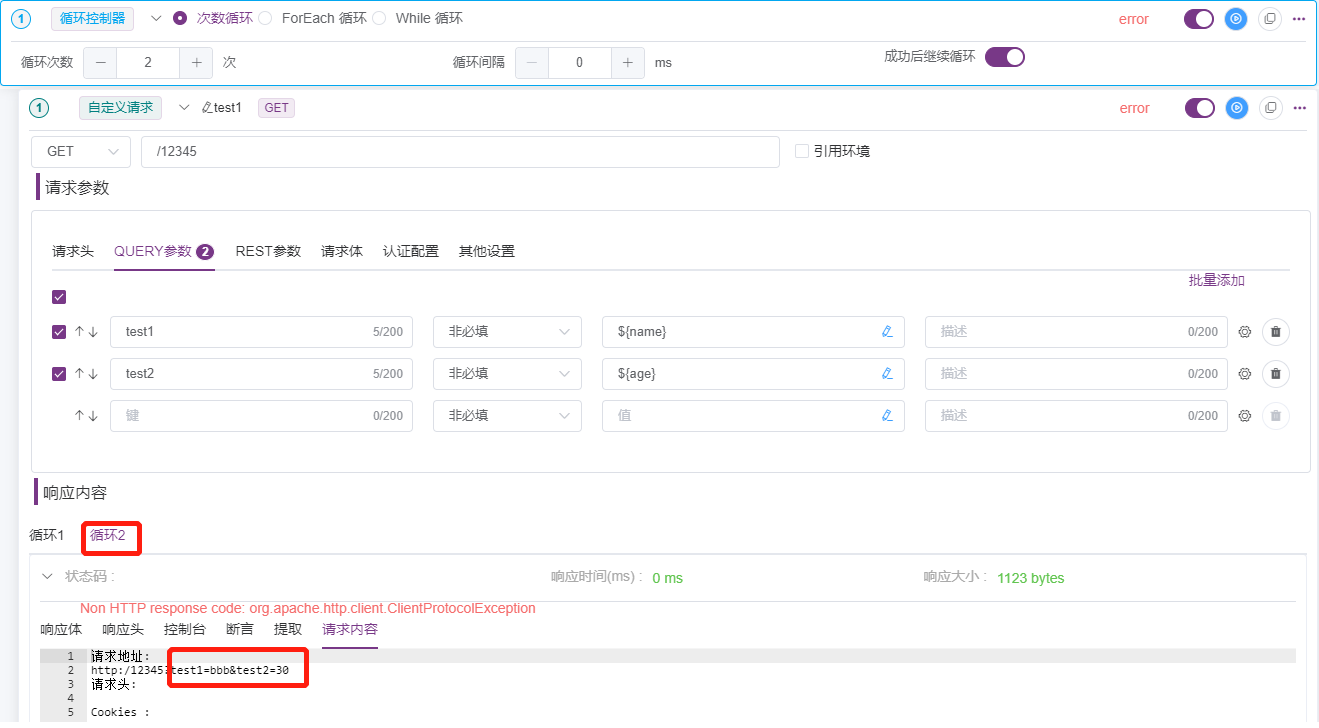 1 循环控制器 次数循环 ForEach 循环 While 循环 error
循环次数 2 次 循环间隔 0 ms 成功后继续循环
1 自定义请求 test1 GET error
GET /12345 引用环境
请求参数
请求头 QUERY参数 2 REST参数 请求体 认证配置 其他设置
批量添加
test1 5/200 非必填 ${name} 描述 0/200
test2 5/200 非必填 ${age} 描述 0/200
键 0/200 非必填 值 描述 0/200
响应内容
循环1 循环2
状态码 : 响应时间(ms) : 0 ms 响应大小 : 1123 bytes
Non HTTP response code: org.apache.http.client.ClientProtocolException
响应体 响应头 控制台 断言 提取 请求内容
1 请求地址:
2 http:/12345?test1=bbb&test2=30
3 请求头:
4
5 Cookies :